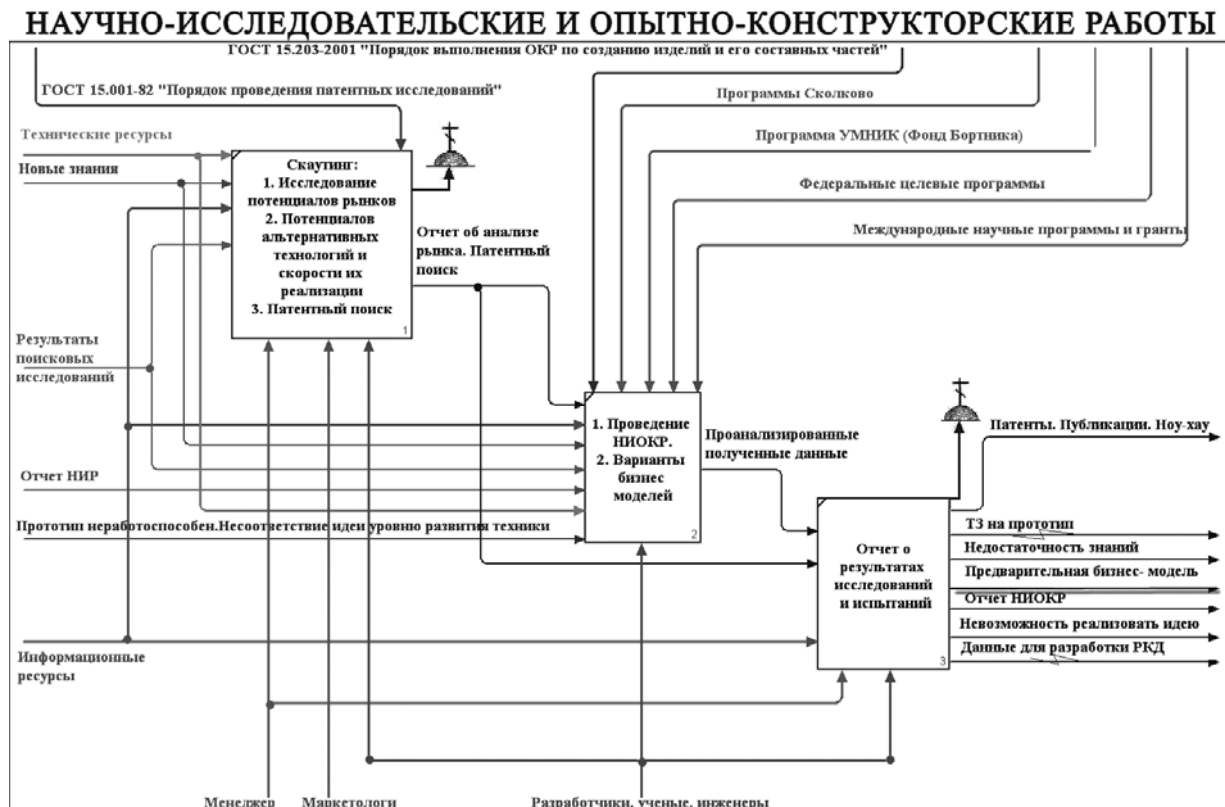 НАУЧНО-ИССЛЕДОВАТЕЛЬСКИЕ И ОПЫТНО-КОНСТРУКТОРСКИЕ РАБОТЫ
ГОСТ 15.203-2001 "Порядок выполнения ОКР по созданию изделий и его составных частей"
ГОСТ 15.001-82 "Порядок проведения патентных исследований"
Программы Сколково
Программа УМНИК (Фонд Бортника)
Федеральные целевые программы
Международные научные программы и гранты
Технические ресурсы
Новые знания
Скаутинг:
1. Исследование
потенциалов рынков
2. Потенциалов
альтернативных
технологий и
скорости их
реализации
3. Патентный поиск
1
Отчет об анализе
рынка. Патентный
поиск
Результаты
поисковых
исследований
Отчет НИР
Прототип неработоспособен.Несоответствие идеи уровню развития техники
1. Проведение
НИОКР.
2. Варианты
бизнес
моделей
2
Проанализированные
полученные данные
Отчет о
результатах
исследований
и испытаний
3
Патенты. Публикации. Ноу-хау
ТЗ на прототип
Недостаточность знаний
Предварительная бизнес- модель
Отчет НИОКР
Невозможность реализовать идею
Данные для разработки РКД
Информационные
ресурсы
Менеджер
Маркетологи
Разработчики, ученые, инженеры